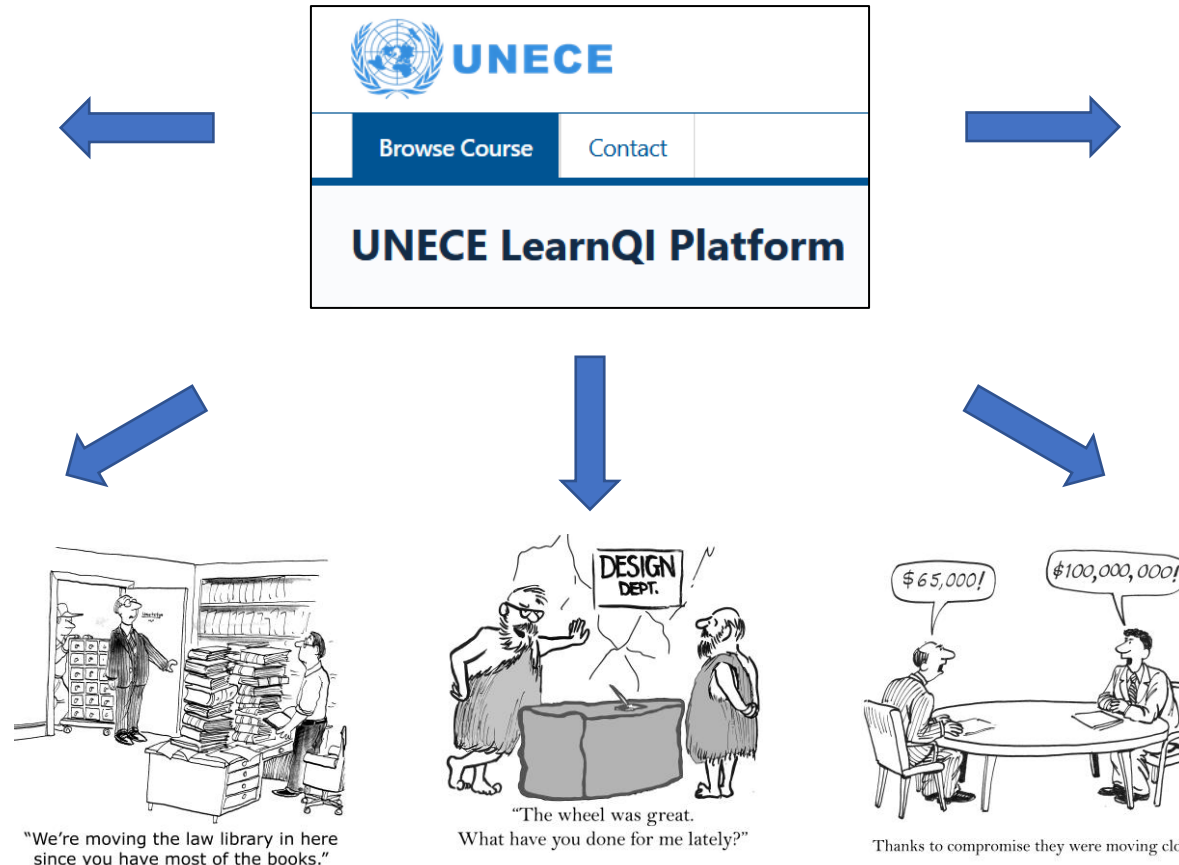 UNECE
Browse Course
Contact
UNECE LearnQI Platform
"We're moving the law library in here
since you have most of the books."
DESIGN
DEPT.
"The wheel was great.
What have you done for me lately?"
$65,000!
$100,000,000!
Thanks to compromise they were moving